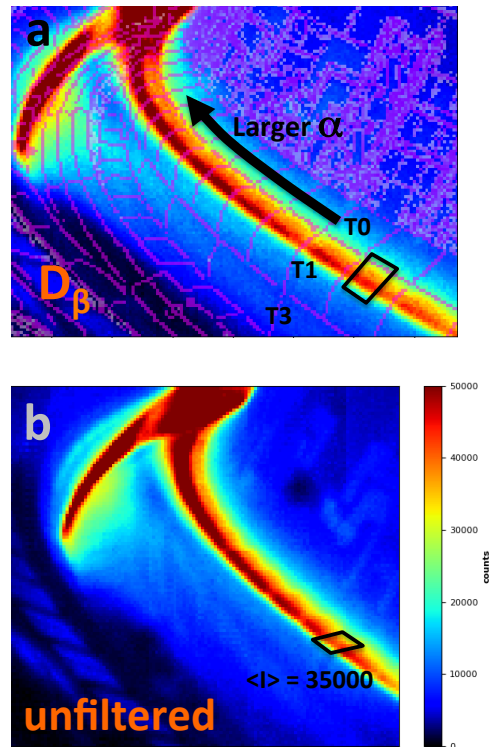 a
Larger α
T0
T1
T3
Dβ
b
<I> = 35000
unfiltered
50000
40000
30000
20000
10000
0
counts